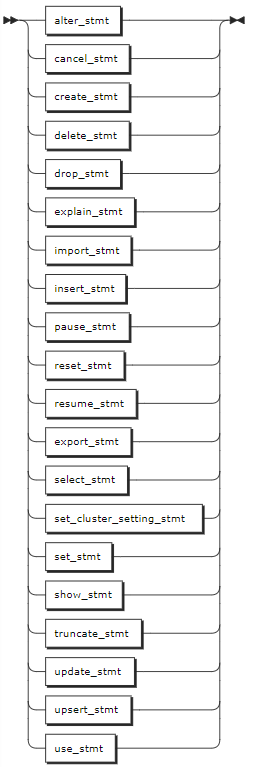 alter_stmt
cancel_stmt
create_stmt
delete_stmt
drop_stmt
explain_stmt
import_stmt
insert_stmt
pause_stmt
reset_stmt
resume_stmt
export_stmt
select_stmt
set_cluster_setting_stmt
set_stmt
show_stmt
truncate_stmt
update_stmt
upsert_stmt
use_stmt